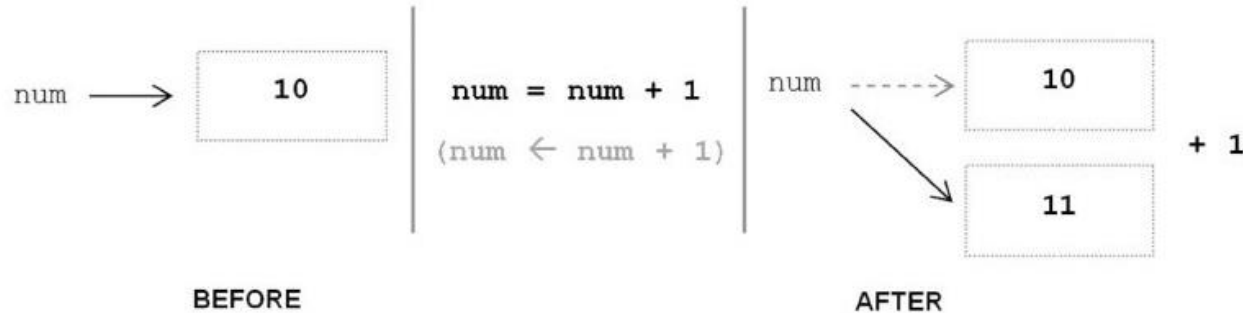 num
10
num = num + 1
(num ← num + 1)
num
10
+ 1
11
BEFORE
AFTER